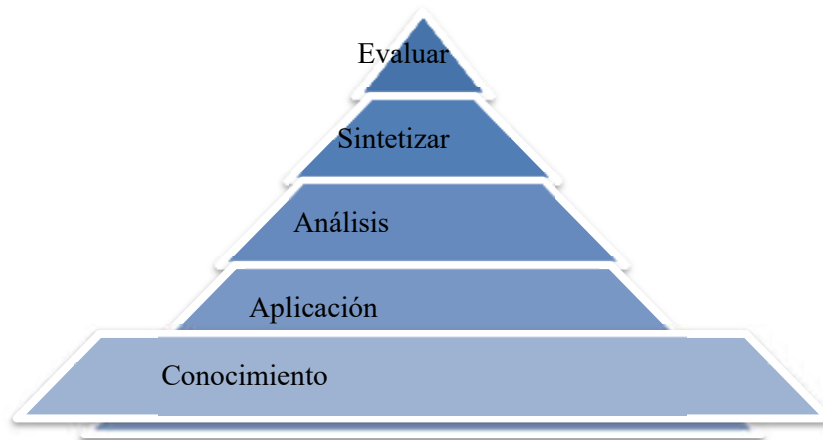 Evaluar
Sintetizar
Análisis
Aplicación
Conocimiento